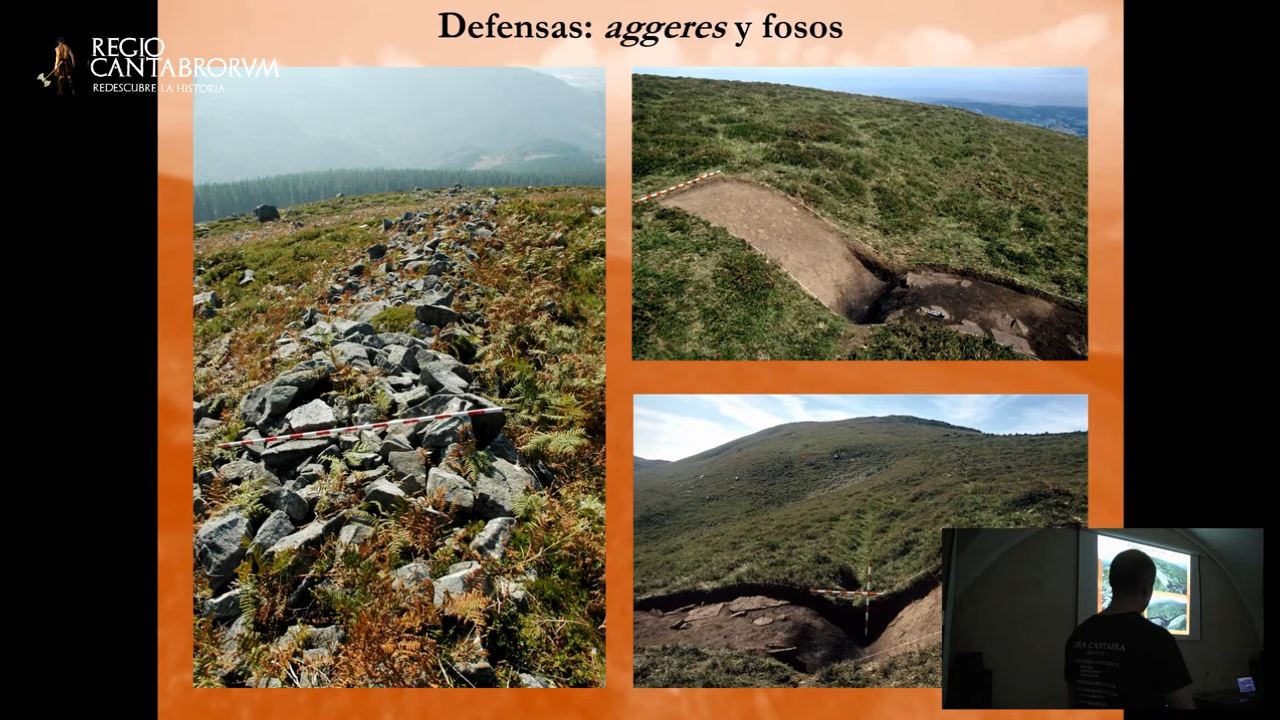 Defensas: aggeres y fosos
REGIO
CANTABRORVM
REDESCUBRE LA HISTORIA